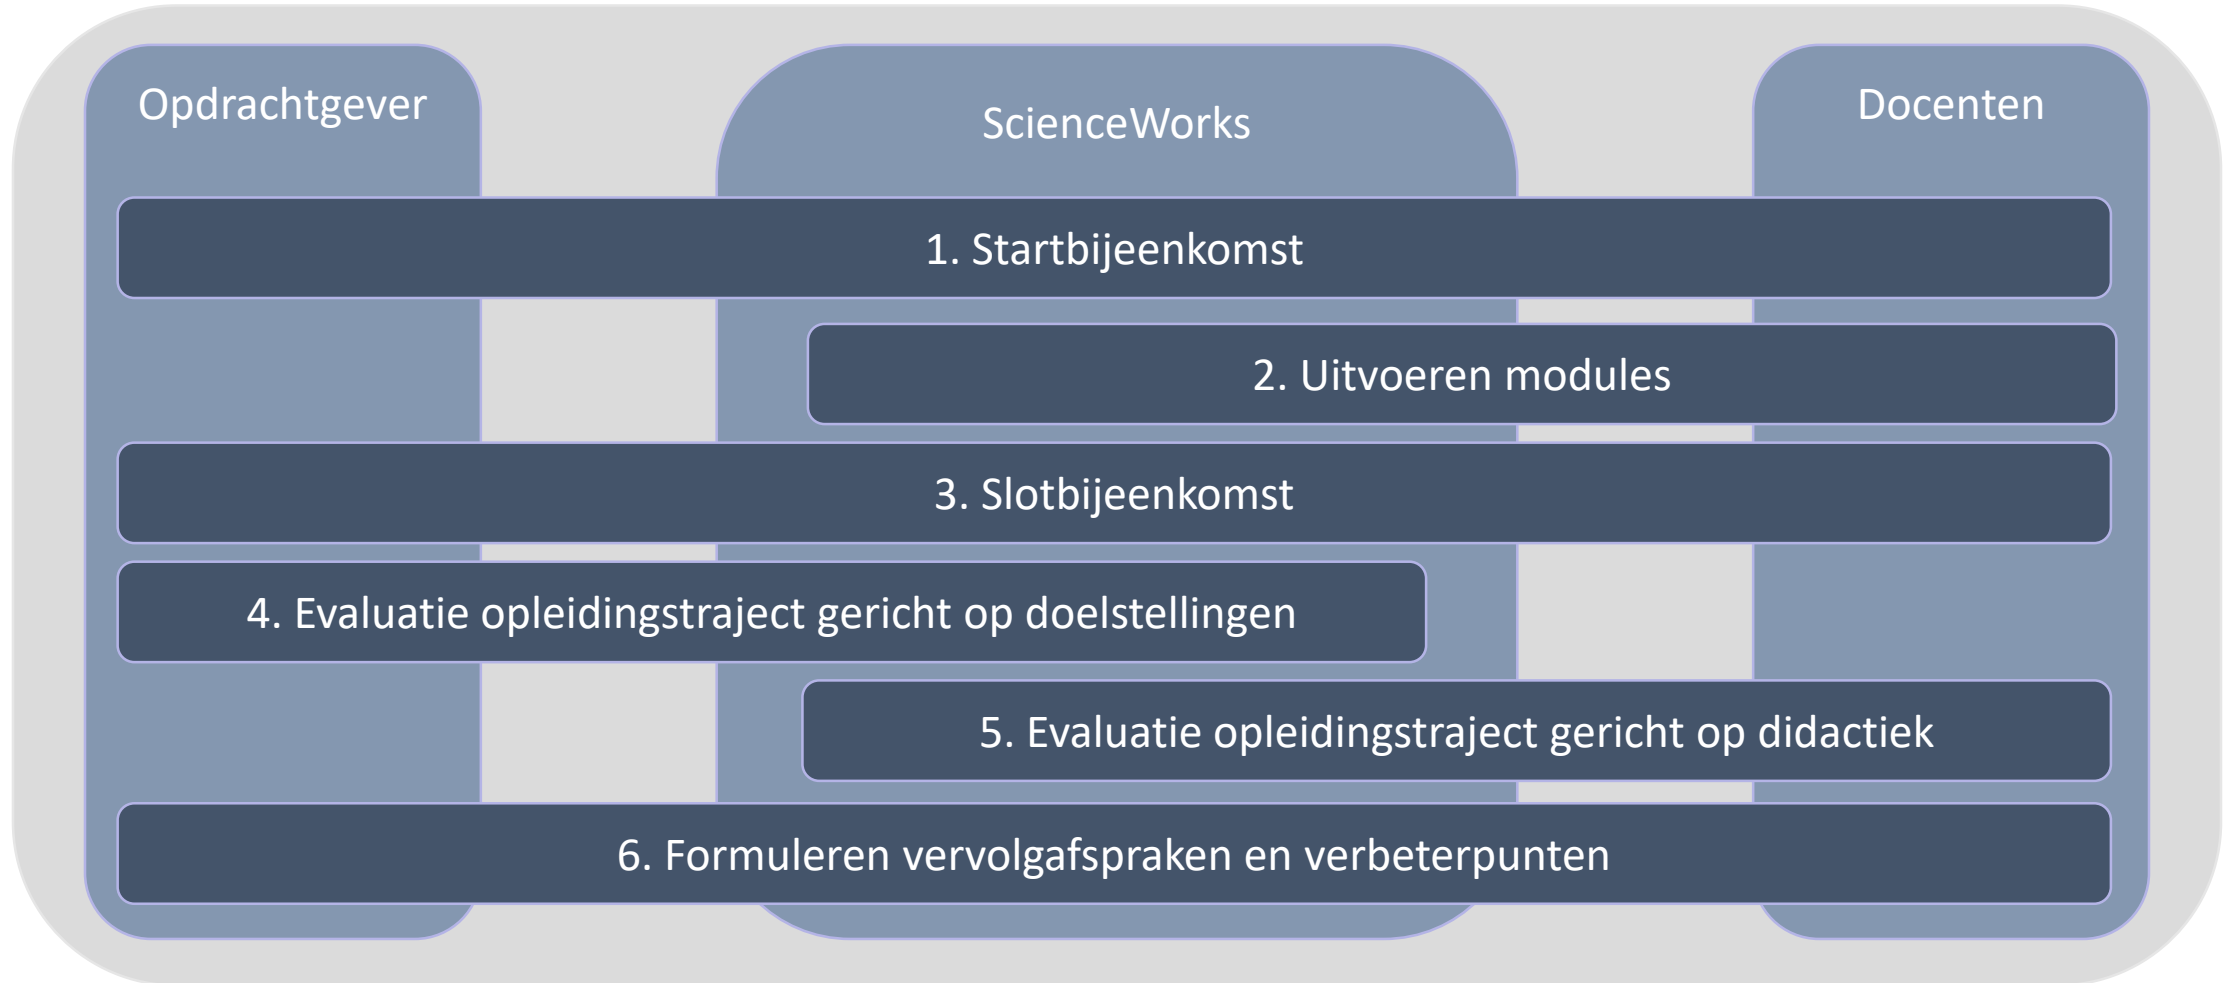 Opdrachtgever
ScienceWorks
Docenten
1. Startbijeenkomst
2. Uitvoeren modules
3. Slotbijeenkomst
4. Evaluatie opleidingstraject gericht op doelstellingen
5. Evaluatie opleidingstraject gericht op didactiek
6. Formuleren vervolgafspraken en verbeterpunten